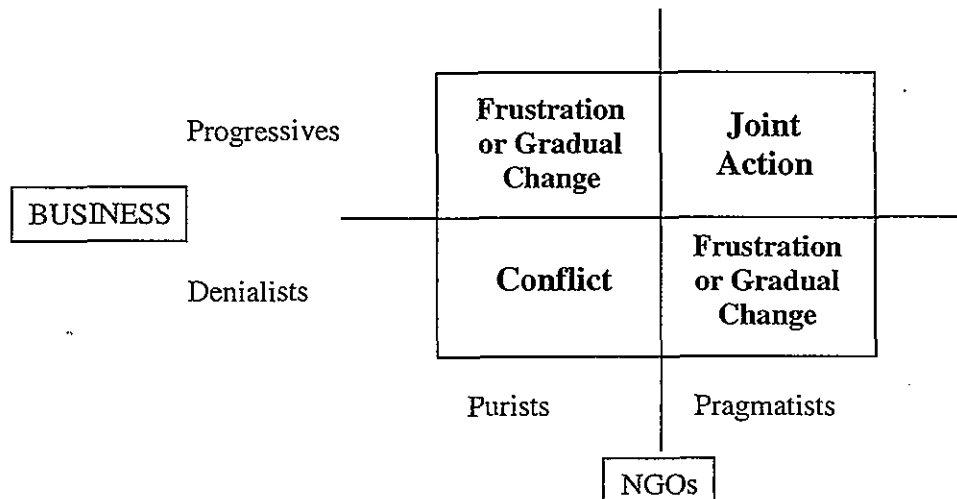 Progressives
Frustration
or Gradual
Change
Joint
Action
BUSINESS
Denialists
Conflict
Frustration
or Gradual
Change
Purists
Pragmatists
NGOs